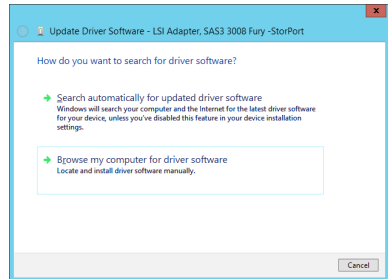 x
Update Driver Software - LSI Adapter, SAS3 3008 Fury -StorPort
How do you want to search for driver software?
Search automatically for updated driver software
Windows will search your computer and the Internet for the latest driver software
for your device, unless you've disabled this feature in your device installation
settings.
Browse my computer for driver software
Locate and install driver software manually.
Cancel